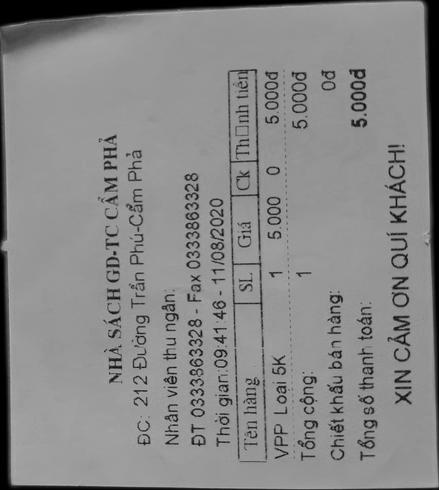 NHÀ SÁCH GD-TC CẨM PHẢ
ĐC: 212 Đường Trần Phú-Cẩm Phả
Nhân viên thu ngân:
ĐT 0333863328 - Fax 0333863328
Thời gian:09:41:46 - 11/08/2020
Tên hàng SL Giá Ck Th□nh tiền
VPP Loại 5K 1 5.000 0 5.000đ
Tổng cộng: 1 5.000đ
Chiết khấu bán hàng: 0đ
Tổng số thanh toán: 5.000đ
XIN CẢM ƠN QUÍ KHÁCH!